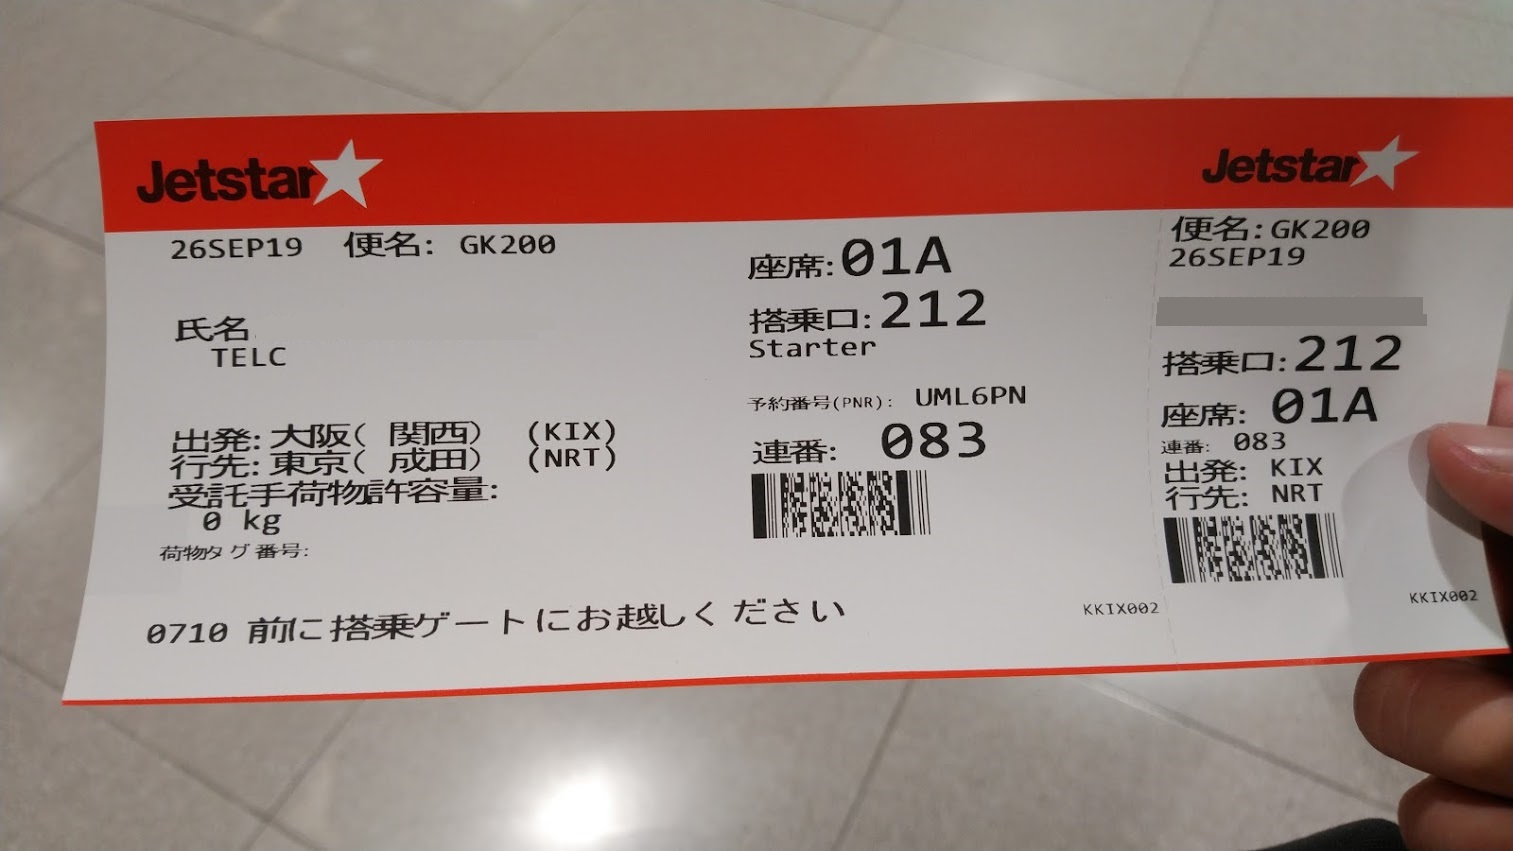 Jetstar
26SEP19 便名: GK200
氏名
TELC
出発: 大阪( 関西) (KIX)
行先: 東京( 成田) (NRT)
受託手荷物許容量:
0 kg
荷物タグ番号:
0710 前に搭乗ゲートにお越しください
座席: 01A
搭乗口: 212
Starter
予約番号(PNR): UML6PN
連番: 083
KKIX002
Jetstar
便名: GK200
26SEP19
搭乗口: 212
座席: 01A
連番: 083
出発: KIX
行先: NRT
KKIX002